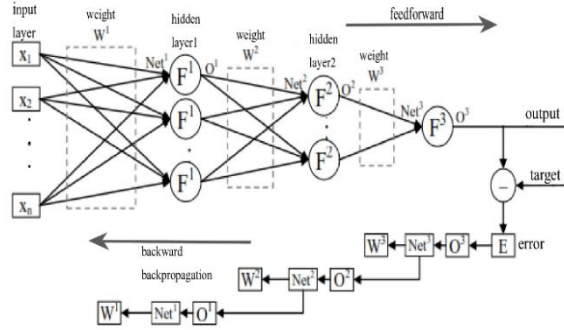 input
layer
weight
W¹
hidden
layer1
weight
W²
hidden
layer2
weight
W³
feedforward
x₁
x₂
xₙ
Net¹
F¹
O¹
F¹
F¹
Net²
F²
O²
F²
Net³
F³
O³
output
target
−
E
error
W³
Net³
O³
backward
backpropagation
W²
Net²
O²
W¹
Net¹
O¹